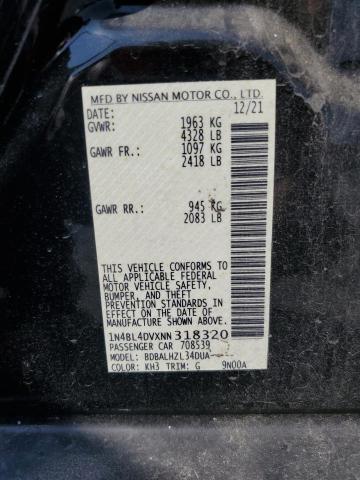 MFD BY NISSAN MOTOR CO., LTD.
DATE: 12/21
GVWR: 1963 KG
4328 LB
GAWR FR.: 1097 KG
2418 LB
GAWR RR.: 945 KG
2083 LB
THIS VEHICLE CONFORMS TO
ALL APPLICABLE FEDERAL
MOTOR VEHICLE SAFETY,
BUMPER, AND THEFT
PREVENTION STANDARDS IN
EFFECT ON THE DATE OF
MANUFACTURE SHOWN ABOVE.
1N4BL4DVXNN318320
PASSENGER CAR 708539
MODEL: BDBALHZL34DUA-
COLOR: KH3 TRIM: G 9N00A